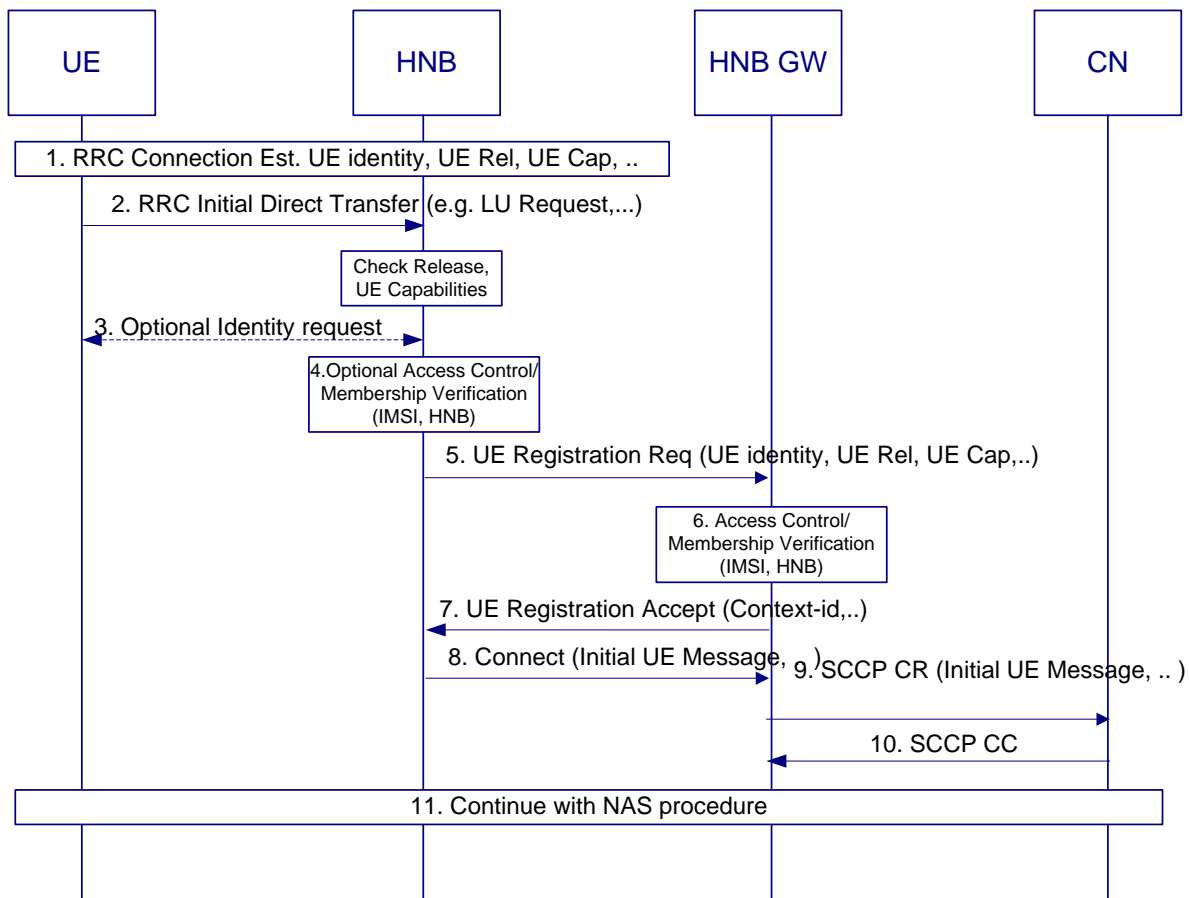 UE
HNB
HNB GW
CN
1. RRC Connection Est. UE identity, UE Rel, UE Cap, ..
2. RRC Initial Direct Transfer (e.g. LU Request,...)
Check Release,
UE Capabilities
3. Optional Identity request
4.Optional Access Control/
Membership Verification
(IMSI, HNB)
5. UE Registration Req (UE identity, UE Rel, UE Cap,..)
6. Access Control/
Membership Verification
(IMSI, HNB)
7. UE Registration Accept (Context-id,..)
8. Connect (Initial UE Message, ..)
9. SCCP CR (Initial UE Message, .. )
10. SCCP CC
11. Continue with NAS procedure